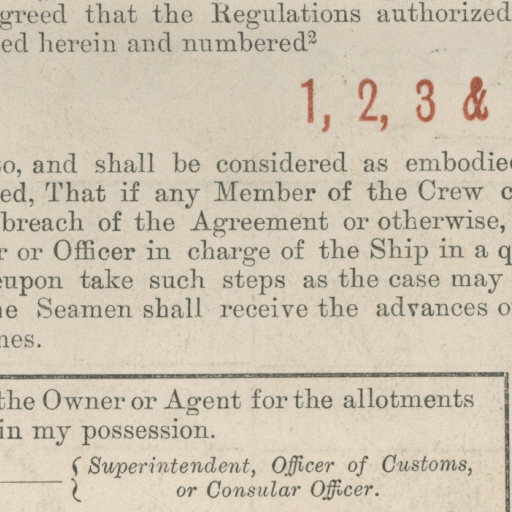 greed that the Regulations authorized
ed herein and numbered²
1, 2, 3 &
so, and shall be considered as embodie
ed, That if any Member of the Crew c
breach of the Agreement or otherwise,
r or Officer in charge of the Ship in a q
eupon take such steps as the case may
ne Seamen shall receive the advances o
nes.
the Owner or Agent for the allotments
in my possession.
Superintendent, Officer of Customs,
or Consular Officer.